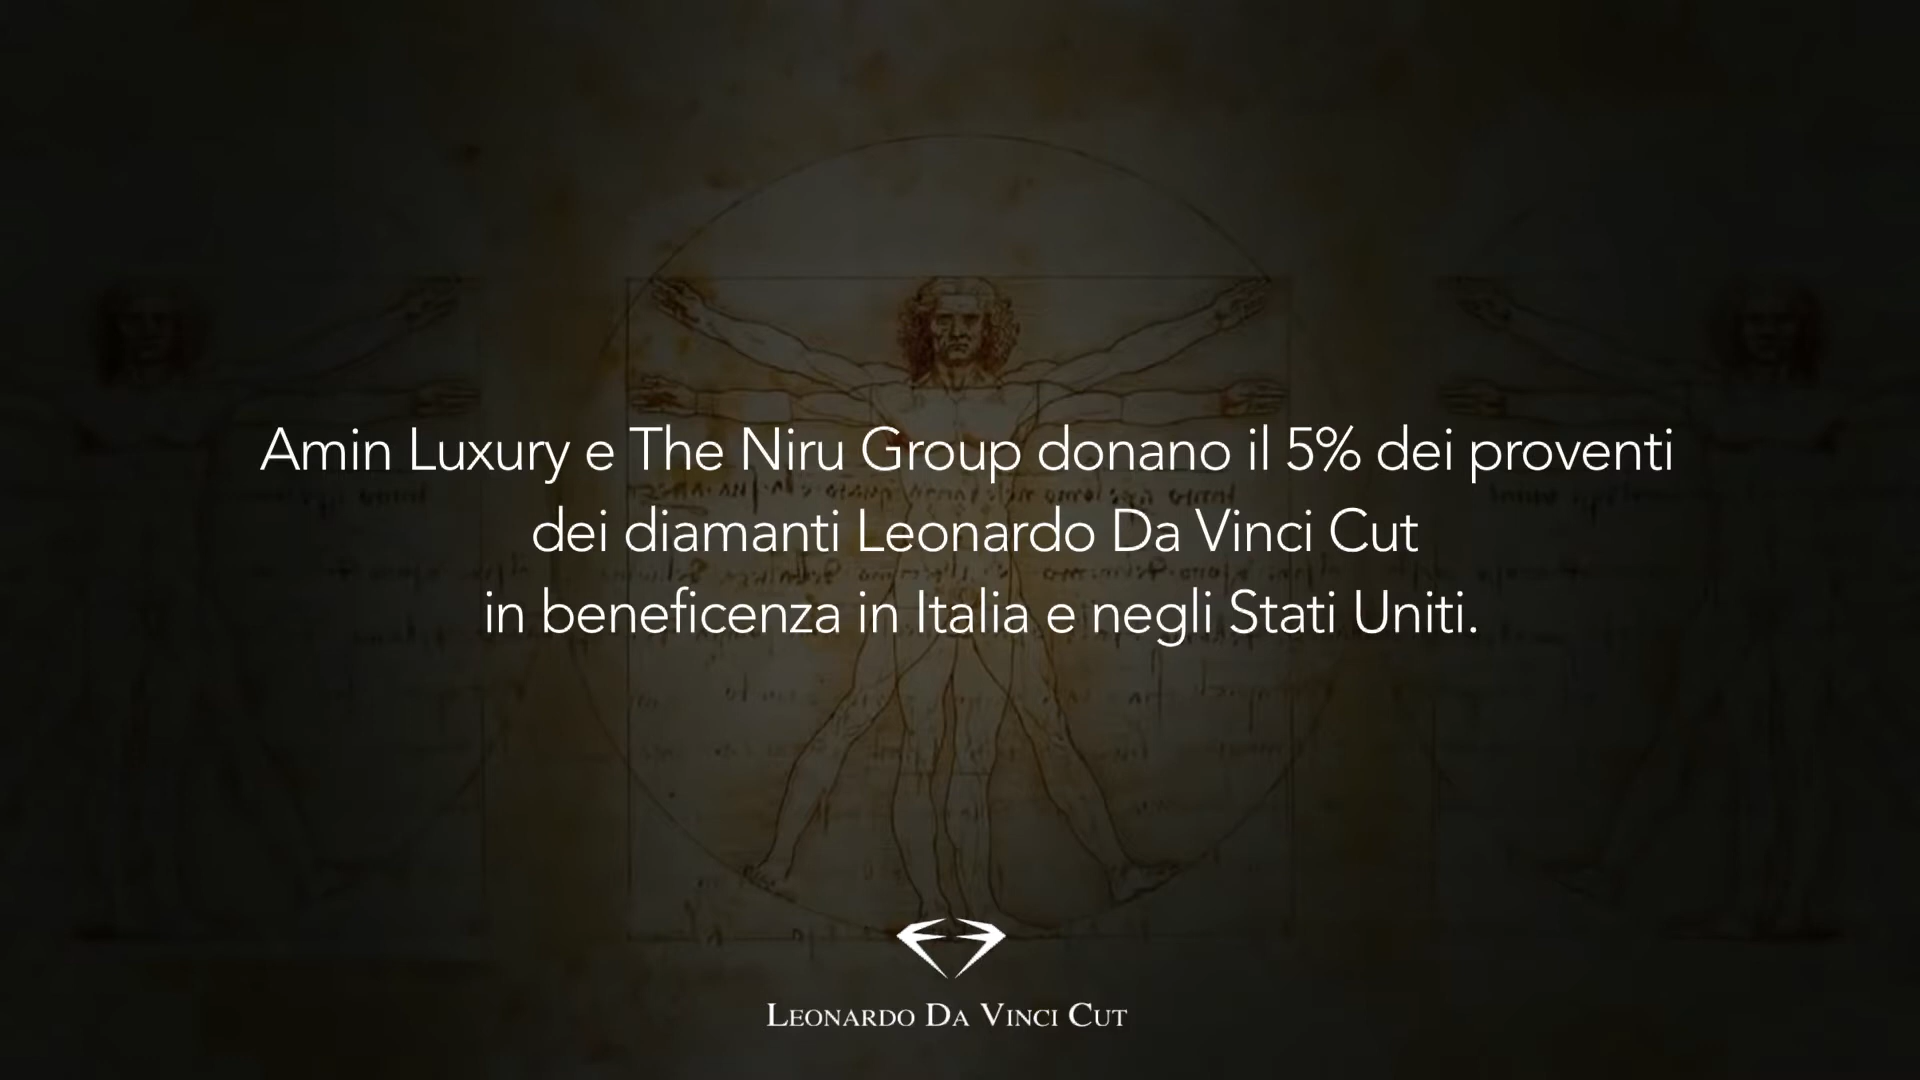 Amin Luxury e The Niru Group donano il 5% dei proventi
dei diamanti Leonardo Da Vinci Cut
in beneficenza in Italia e negli Stati Uniti.
LEONARDO DA VINCI CUT